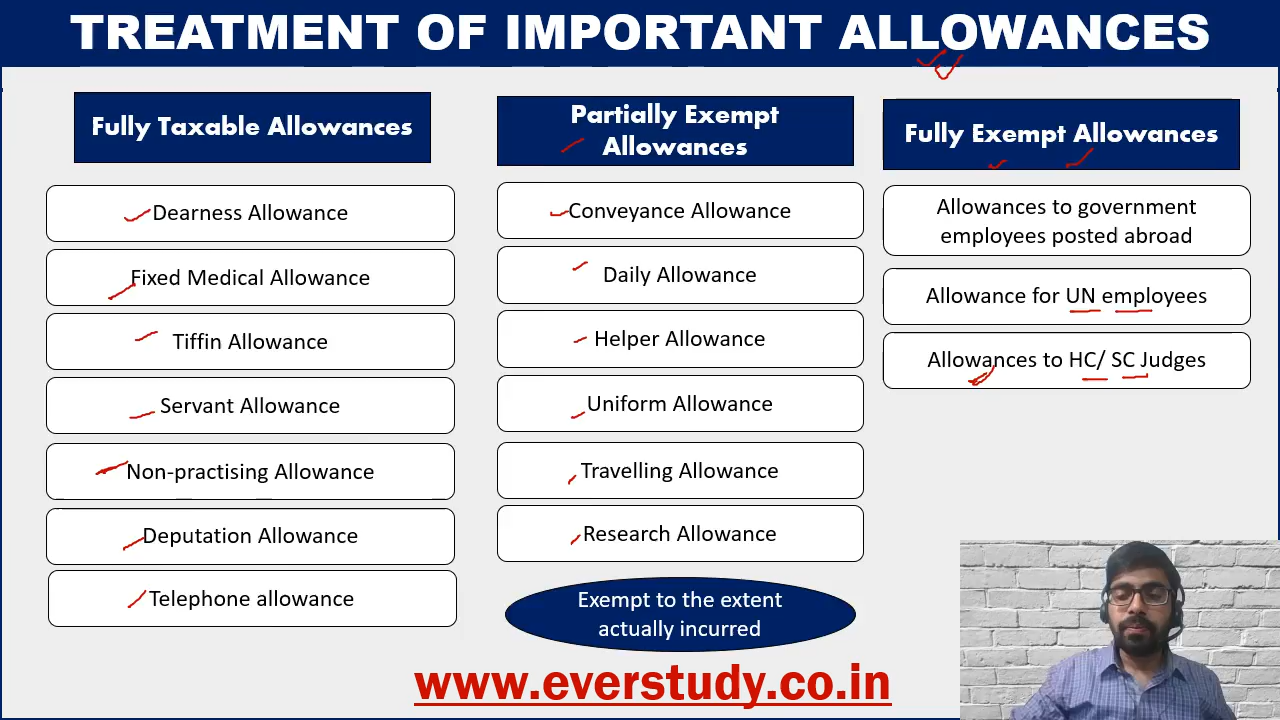 TREATMENT OF IMPORTANT ALLOWANCES
Fully Taxable Allowances
Dearness Allowance
Fixed Medical Allowance
Tiffin Allowance
Servant Allowance
Non-practising Allowance
Deputation Allowance
Telephone allowance
Partially Exempt
Allowances
Conveyance Allowance
Daily Allowance
Helper Allowance
Uniform Allowance
Travelling Allowance
Research Allowance
Exempt to the extent
actually incurred
Fully Exempt Allowances
Allowances to government
employees posted abroad
Allowance for UN employees
Allowances to HC/ SC Judges
www.everstudy.co.in